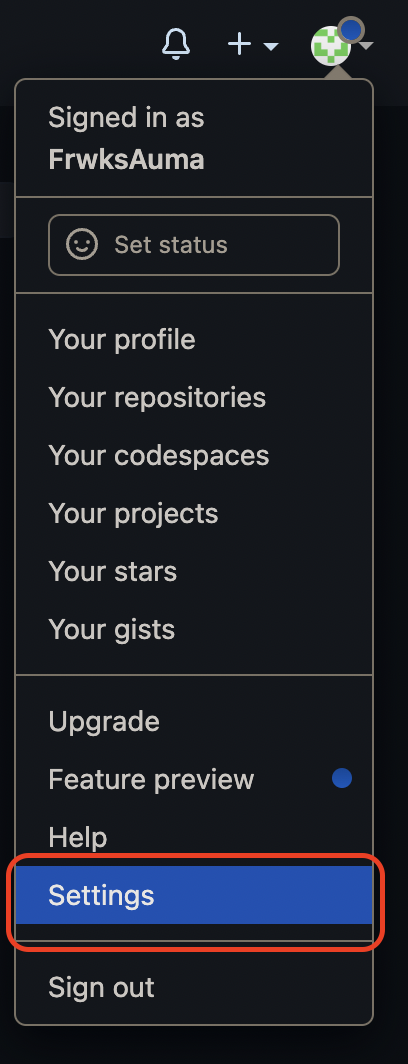 Signed in as
FrwksAuma
Set status
Your profile
Your repositories
Your codespaces
Your projects
Your stars
Your gists
Upgrade
Feature preview
Help
Settings
Sign out